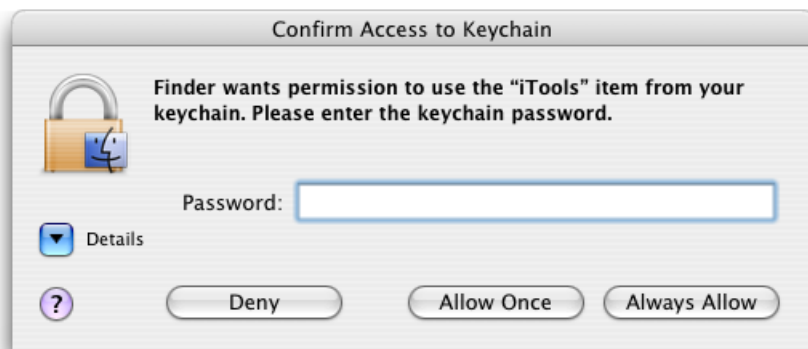 Confirm Access to Keychain
Finder wants permission to use the “iTools” item from your
keychain. Please enter the keychain password.
Password:
Details
?
Deny
Allow Once
Always Allow